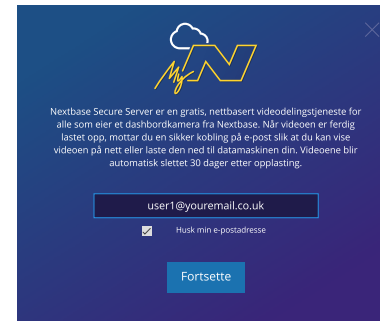 My N
Nextbase Secure Server er en gratis, nettbasert videodelingstjeneste for
alle som eier et dashbordkamera fra Nextbase. Når videoen er ferdig
lastet opp, mottar du en sikker kobling på e-post slik at du kan vise
videoen på nett eller laste den ned til datamaskinen din. Videoene blir
automatisk slettet 30 dager etter opplasting.
user1@youremail.co.uk
Husk min e-postadresse
Fortsette